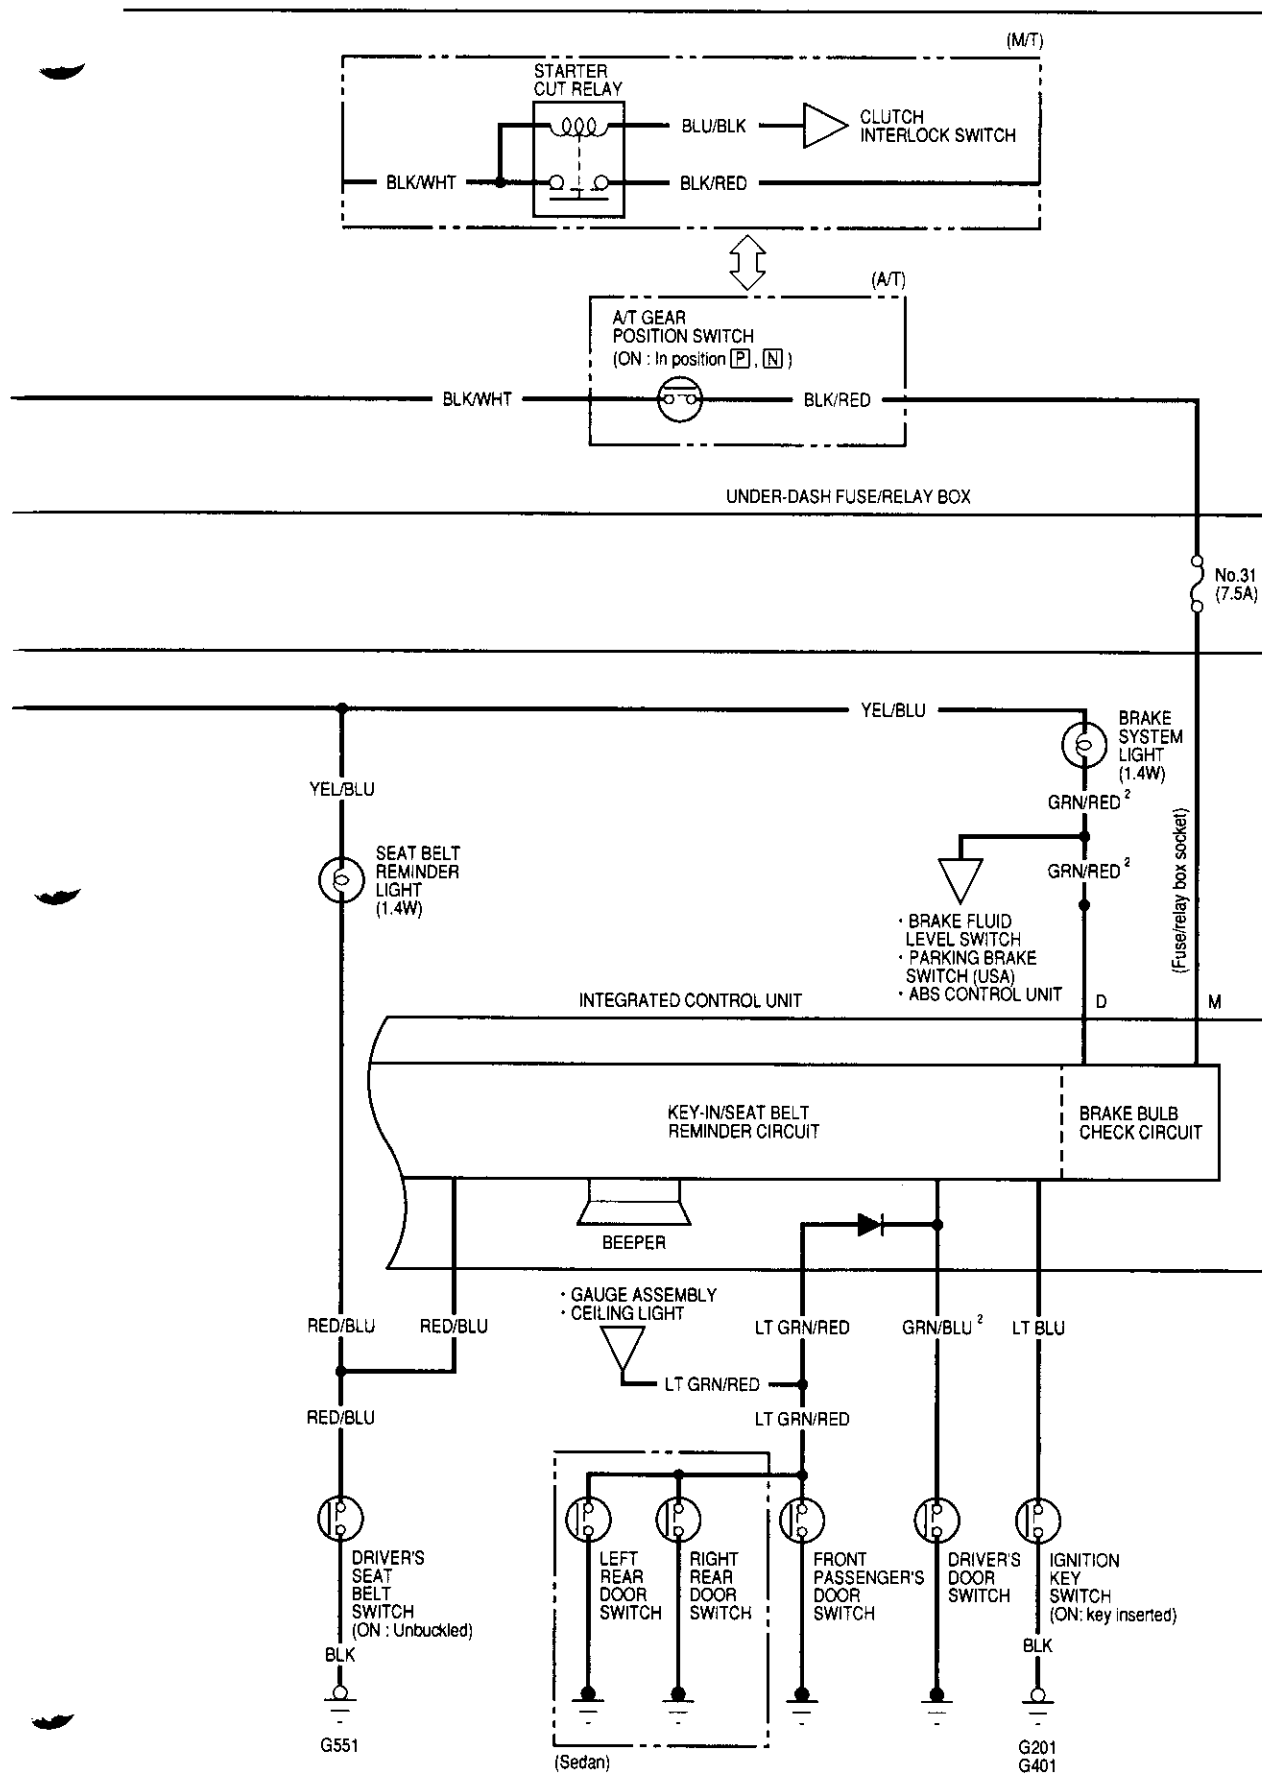 (M/T)
STARTER
CUT RELAY
BLU/BLK
CLUTCH
INTERLOCK SWITCH
BLK/WHT
BLK/RED
(A/T)
A/T GEAR
POSITION SWITCH
(ON : In position P , N )
BLK/WHT
BLK/RED
UNDER-DASH FUSE/RELAY BOX
No.31
(7.5A)
YEL/BLU
BRAKE
SYSTEM
LIGHT
(1.4W)
YEL/BLU
GRN/RED 2
SEAT BELT
REMINDER
LIGHT
(1.4W)
GRN/RED 2
(Fuse/relay box socket)
· BRAKE FLUID
LEVEL SWITCH
· PARKING BRAKE
SWITCH (USA)
· ABS CONTROL UNIT
INTEGRATED CONTROL UNIT
D
M
KEY-IN/SEAT BELT
REMINDER CIRCUIT
BRAKE BULB
CHECK CIRCUIT
BEEPER
· GAUGE ASSEMBLY
· CEILING LIGHT
RED/BLU
RED/BLU
LT GRN/RED
GRN/BLU 2
LT BLU
LT GRN/RED
RED/BLU
LT GRN/RED
DRIVER'S
SEAT
BELT
SWITCH
(ON : Unbuckled)
LEFT
REAR
DOOR
SWITCH
RIGHT
REAR
DOOR
SWITCH
FRONT
PASSENGER'S
DOOR
SWITCH
DRIVER'S
DOOR
SWITCH
IGNITION
KEY
SWITCH
(ON: key inserted)
BLK
BLK
G551
(Sedan)
G201
G401